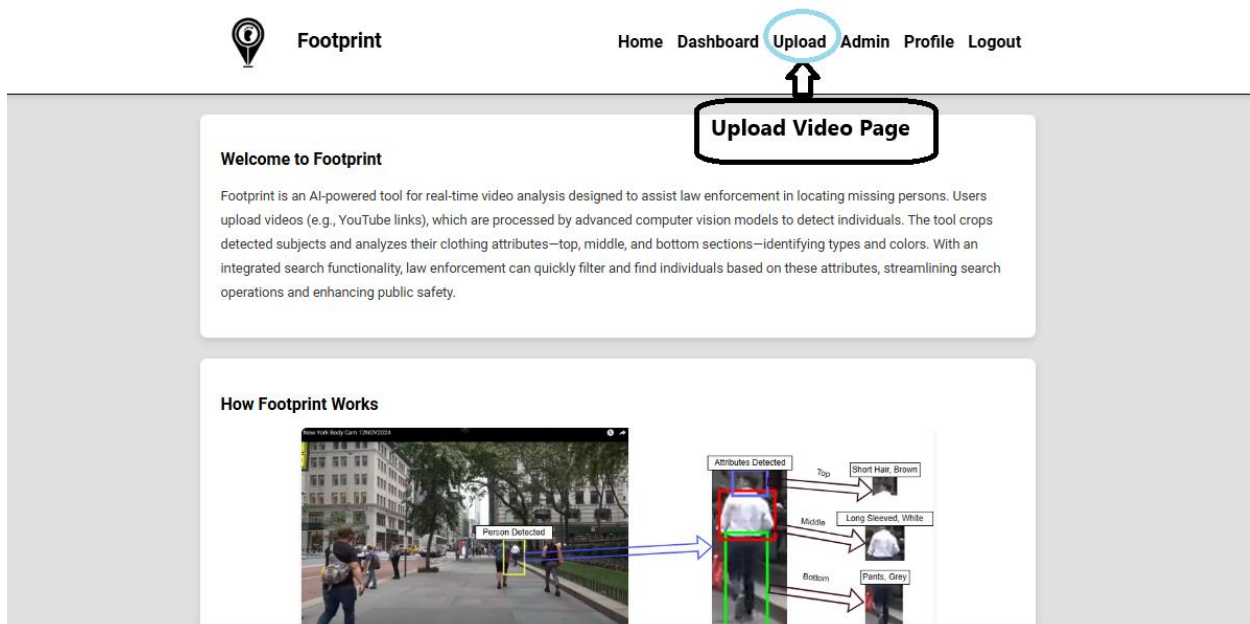 Footprint
Home Dashboard Upload Admin Profile Logout
Upload Video Page
Welcome to Footprint
Footprint is an AI-powered tool for real-time video analysis designed to assist law enforcement in locating missing persons. Users
upload videos (e.g., YouTube links), which are processed by advanced computer vision models to detect individuals. The tool crops
detected subjects and analyzes their clothing attributes—top, middle, and bottom sections—identifying types and colors. With an
integrated search functionality, law enforcement can quickly filter and find individuals based on these attributes, streamlining search
operations and enhancing public safety.
How Footprint Works
New York Body Cam 12NOV2024
Person Detected
Attributes Detected
Top
Short Hair, Brown
Middle
Long Sleeved, White
Bottom
Pants, Grey